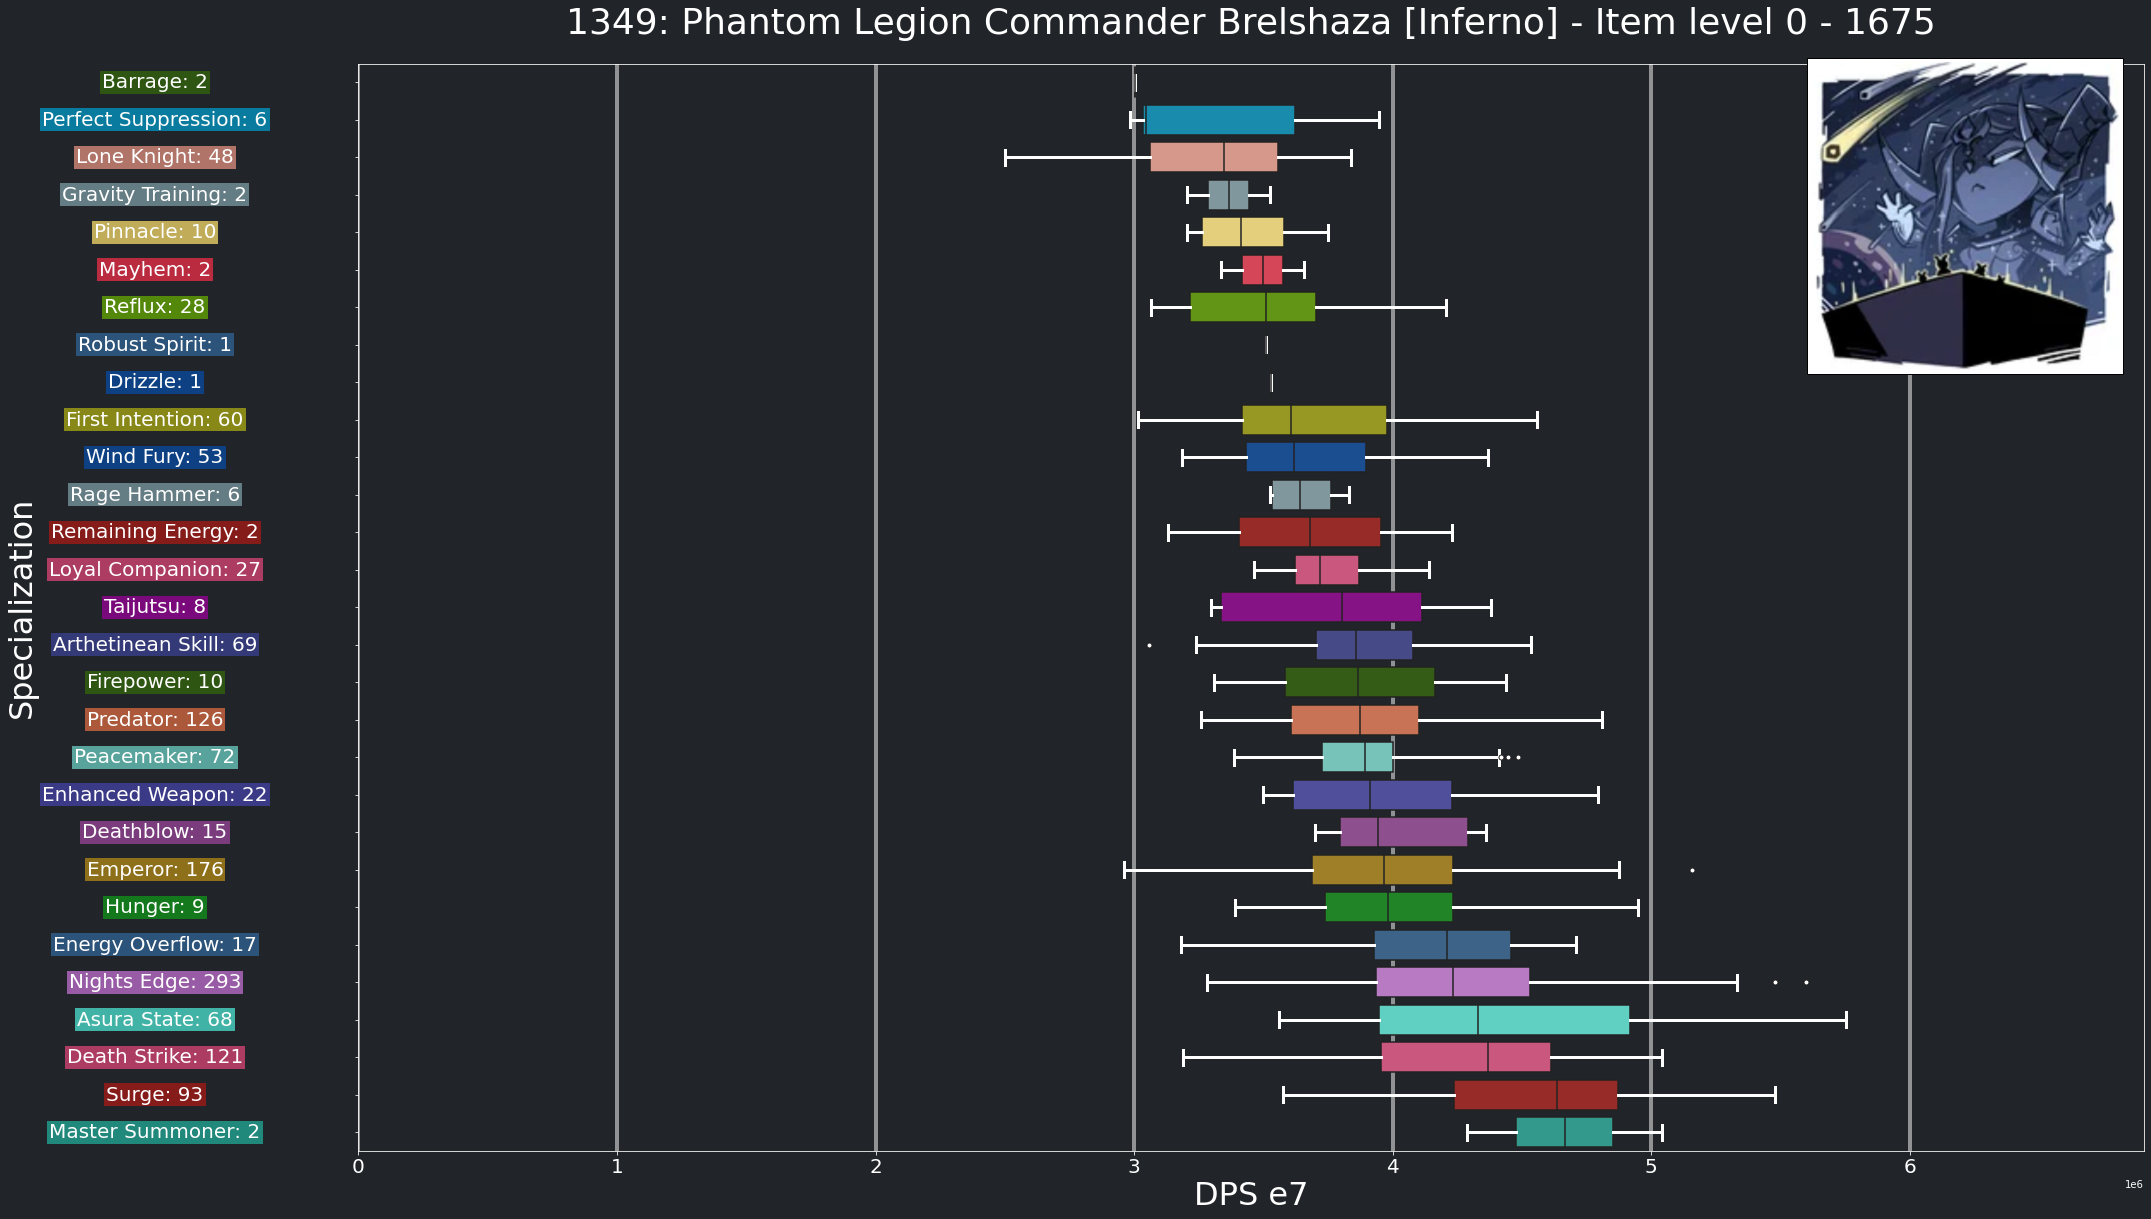 1349: Phantom Legion Commander Brelshaza [Inferno] - Item level 0 - 1675
Specialization
Barrage: 2
Perfect Suppression: 6
Lone Knight: 48
Gravity Training: 2
Pinnacle: 10
Mayhem: 2
Reflux: 28
Robust Spirit: 1
Drizzle: 1
First Intention: 60
Wind Fury: 53
Rage Hammer: 6
Remaining Energy: 2
Loyal Companion: 27
Taijutsu: 8
Arthetinean Skill: 69
Firepower: 10
Predator: 126
Peacemaker: 72
Enhanced Weapon: 22
Deathblow: 15
Emperor: 176
Hunger: 9
Energy Overflow: 17
Nights Edge: 293
Asura State: 68
Death Strike: 121
Surge: 93
Master Summoner: 2
0 1 2 3 4 5 6
DPS e7
1e6